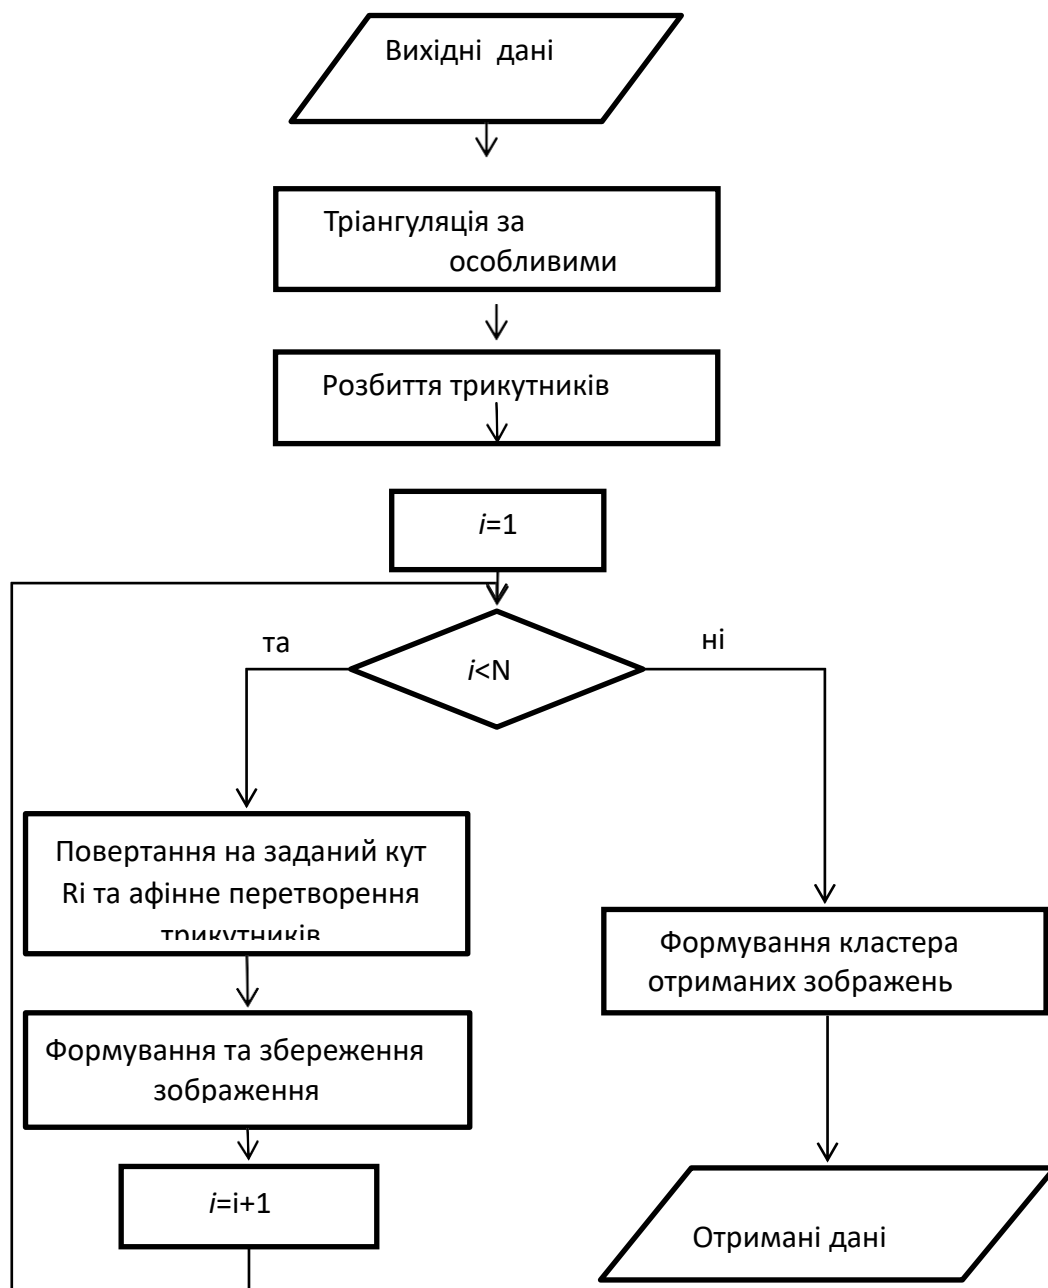 Вихідні дані
Тріангуляція за
особливими
Розбиття трикутників
i=1
та
ні
i<N
Повертання на заданий кут
Ri та афінне перетворення
трикутників
Формування кластера
отриманих зображень
Формування та збереження
зображення
i=i+1
Отримані дані